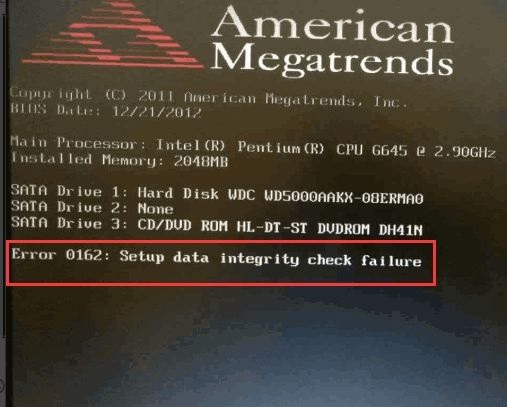 American
Megatrends
Copyright (C) 2011 American Megatrends, Inc.
BIOS Date: 12/21/2012
Main Processor: Intel(R) Pentium(R) CPU G645 @ 2.90GHz
Installed Memory: 2048MB
SATA Drive 1: Hard Disk WDC WD5000AAKX-08ERMA0
SATA Drive 2: None
SATA Drive 3: CD/DVD ROM HL-DT-ST DVDROM DH41N
Error 0162: Setup data integrity check failure